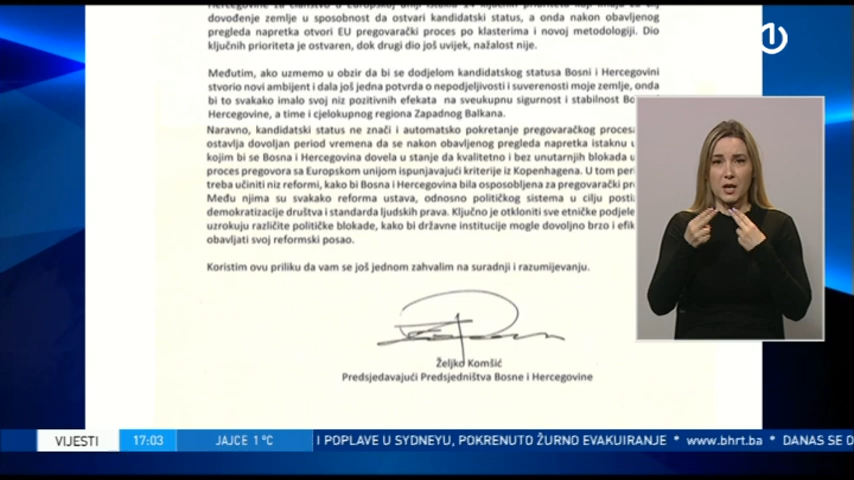 Hercegovine za članstvo u Europskoj uniji istakla 14 ključnih prioriteta koji imaju za cilj
dovođenje zemlje u sposobnost da ostvari kandidatski status, a onda nakon obavljenog
pregleda napretka otvori EU pregovarački proces po klasterima i novoj metodologiji. Dio
ključnih prioriteta je ostvaren, dok drugi dio još uvijek, nažalost nije.
Međutim, ako uzmemo u obzir da bi se dodjelom kandidatskog statusa Bosni i Hercegovini
stvorio novi ambijent i dala još jedna potvrda o nepodjeljivosti i suverenosti moje zemlje, onda
bi to svakako imalo svoj niz pozitivnih efekata na sveukupnu sigurnost i stabilnost Bo
Hercegovine, a time i cjelokupnog regiona Zapadnog Balkana.
Naravno, kandidatski status ne znači i automatsko pokretanje pregovaračkog procesa
ostavlja dovoljan period vremena da se nakon obavljenog pregleda napretka istaknu u
kojim bi se Bosna i Hercegovina dovela u stanje da kvalitetno i bez unutarnjih blokada u
proces pregovora sa Europskom unijom ispunjavajući kriterije iz Kopenhagena. U tom peri
treba učiniti niz reformi, kako bi Bosna i Hercegovina bila osposobljena za pregovarački pr
Među njima su svakako reforma ustava, odnosno političkog sistema u cilju posti
demokratizacije društva i standarda ljudskih prava. Ključno je otkloniti sve etničke podjele
uzrokuju različite političke blokade, kako bi državne institucije mogle dovoljno brzo i efik
obavljati svoj reformski posao.
Koristim ovu priliku da vam se još jednom zahvalim na suradnji i razumijevanju.
Željko Komšić
Predsjedavajući Predsjedništva Bosne i Hercegovine
VIJESTI 17:03 JAJCE 1°C I POPLAVE U SYDNEYU, POKRENUTO ŽURNO EVAKUIRANJE * www.bhrt.ba * DANAS SE O